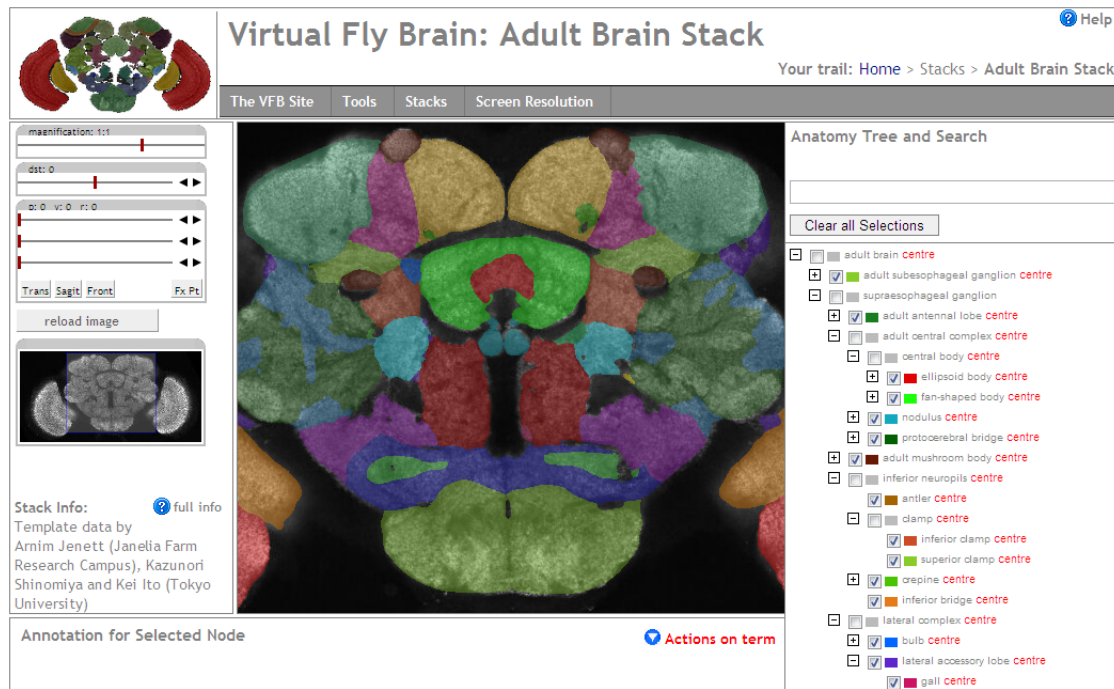 Virtual Fly Brain: Adult Brain Stack
Help
Your trail: Home > Stacks > Adult Brain Stack
The VFB Site Tools Stacks Screen Resolution
magnification: 1:1
dst: 0
p: 0 y: 0 r: 0
Trans Sagit Front Fx Pt
reload image
Stack Info: full info
Template data by
Arnim Jenett (Janelia Farm
Research Campus), Kazunori
Shinomiya and Kei Ito (Tokyo
University)
Anatomy Tree and Search
Clear all Selections
adult brain centre
adult subesophageal ganglion centre
supraesophageal ganglion
adult antennal lobe centre
adult central complex centre
central body centre
ellipsoid body centre
fan-shaped body centre
nodulus centre
protocerebral bridge centre
adult mushroom body centre
inferior neuropils centre
antler centre
clamp centre
inferior clamp centre
superior clamp centre
crepine centre
inferior bridge centre
lateral complex centre
bulb centre
lateral accessory lobe centre
gall centre
Annotation for Selected Node
Actions on term